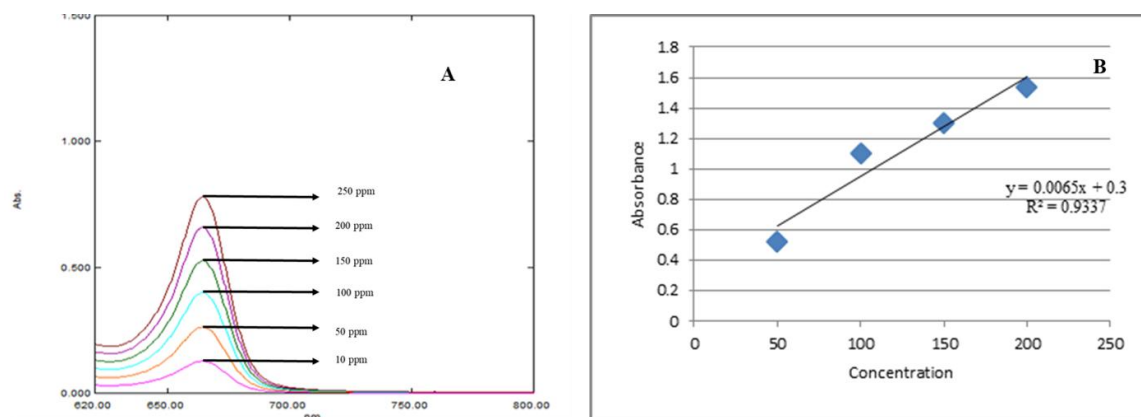 1.500
A
1.000
Abs.
250 ppm
200 ppm
0.500
150 ppm
100 ppm
50 ppm
10 ppm
0.000
620.00 650.00 700.00 750.00 800.00
B
1.8
1.6
1.4
1.2
1
0.8
0.6
0.4
0.2
0
Absorbance
y = 0.0065x + 0.3
R² = 0.9337
0 50 100 150 200 250
Concentration